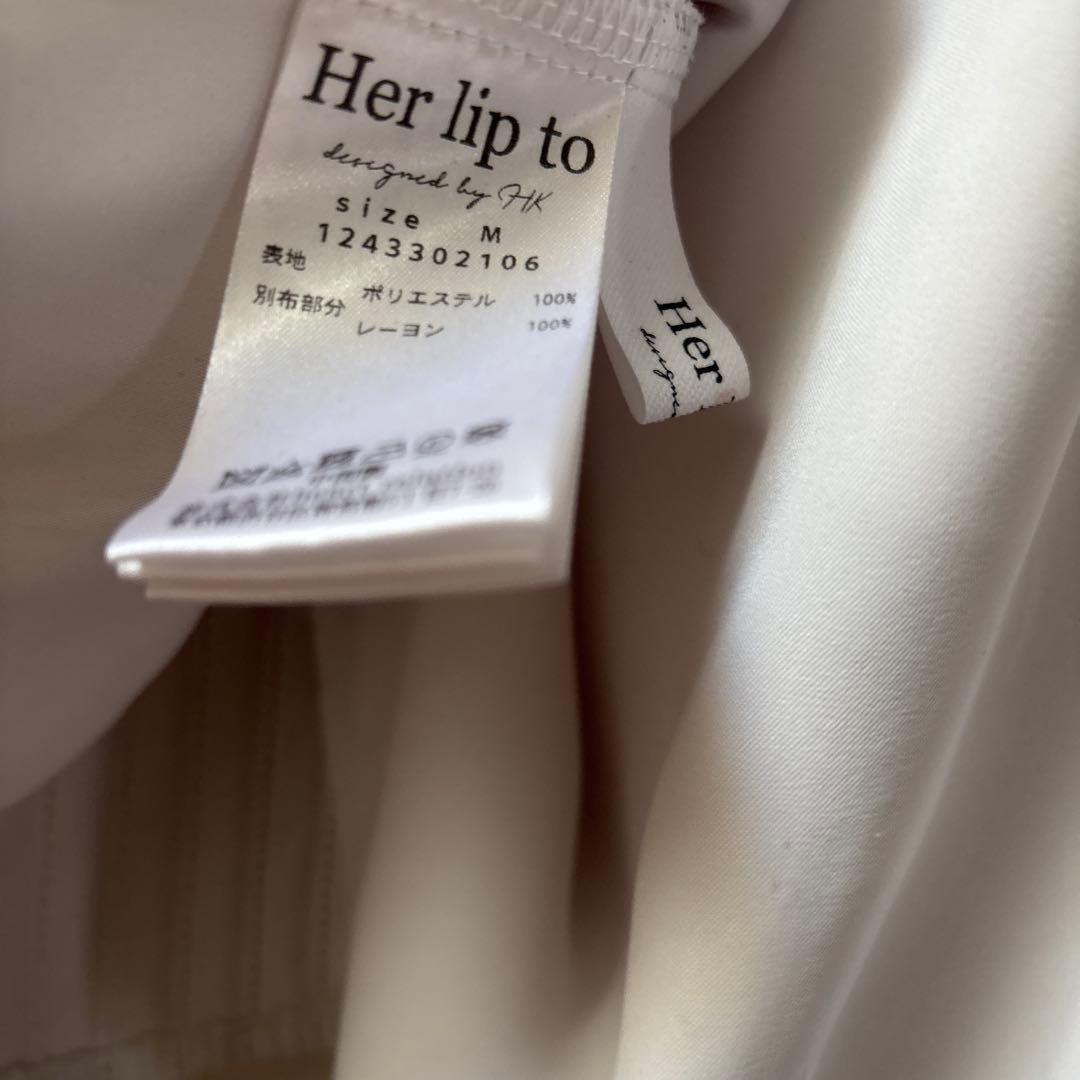 Her lip to
designed by HK
size M
1243302106
表地 ポリエステル 100%
別布部分 レーヨン 100%
Her